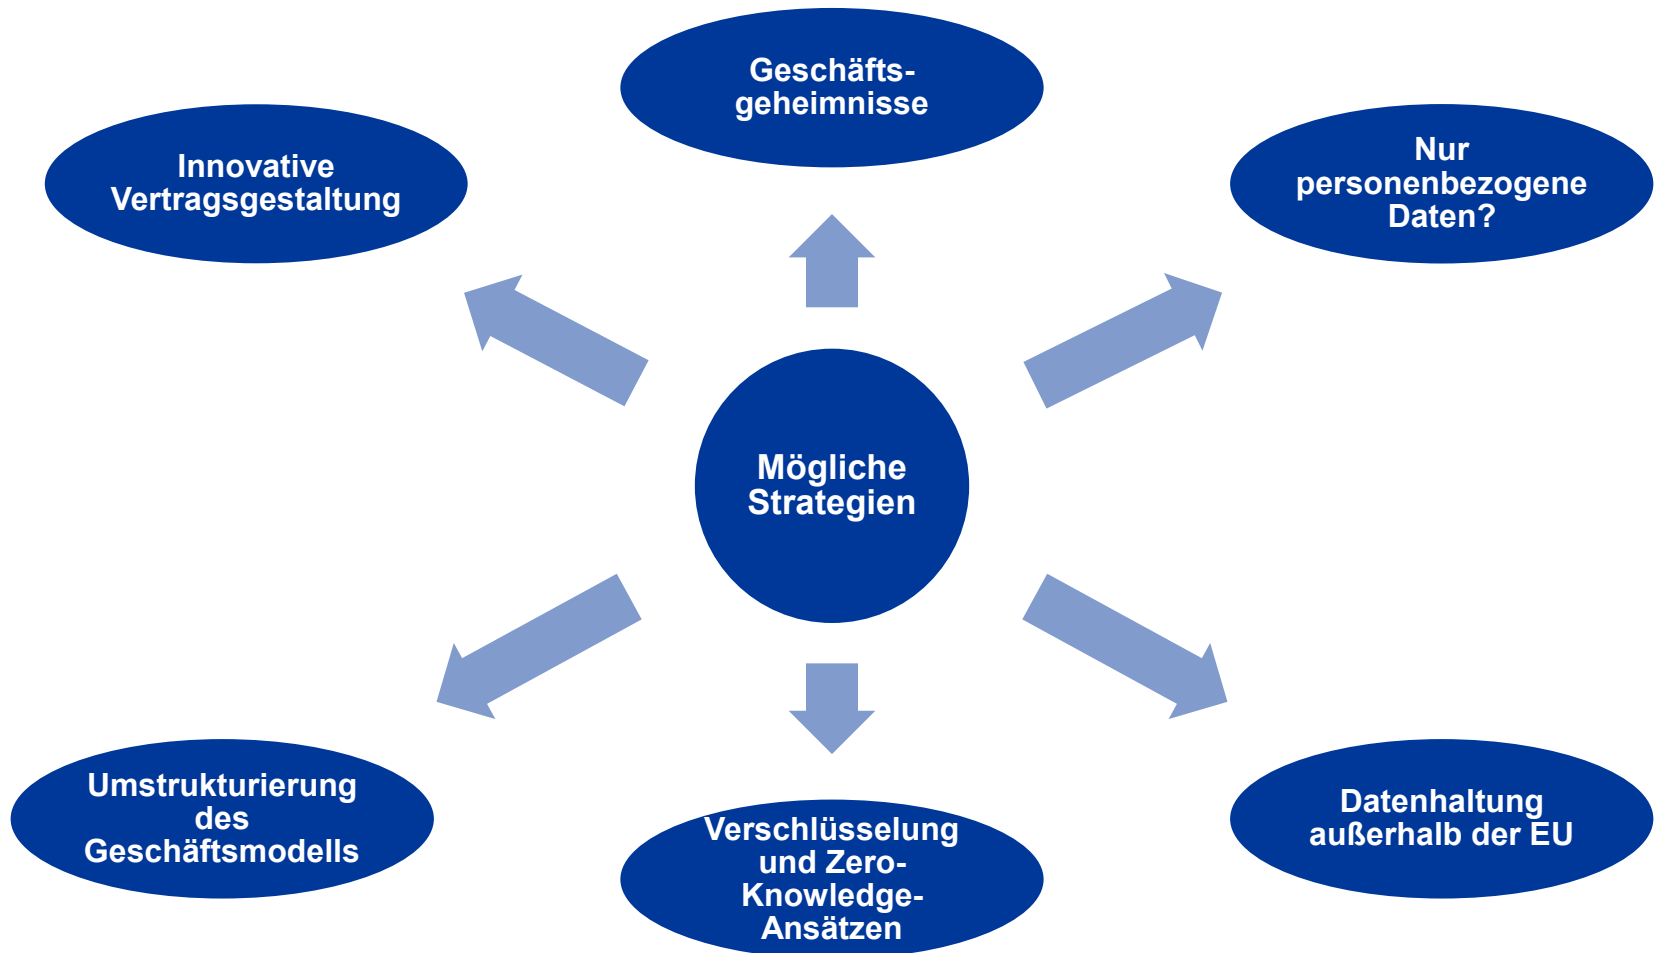 Geschäfts-
geheimnisse
Innovative
Vertragsgestaltung
Nur
personenbezogene
Daten?
Mögliche
Strategien
Umstrukturierung
des
Geschäftsmodells
Verschlüsselung
und Zero-
Knowledge-
Ansätzen
Datenhaltung
außerhalb der EU